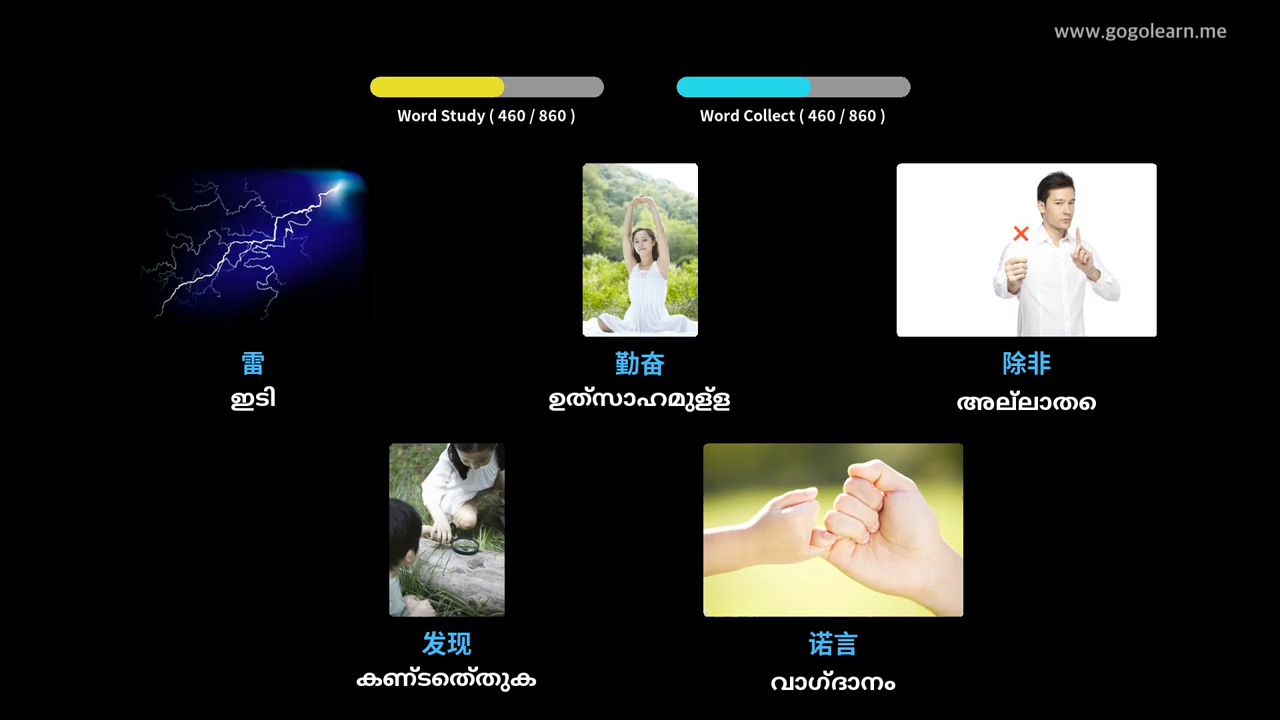 www.gogolearn.me
Word Study ( 460 / 860 )
Word Collect ( 460 / 860 )
雷
ഇടി
勤奋
ഉത്സാഹമുള്ള
除非
അല്ലാതെ
发现
കണ്ടെത്തുക
诺言
വാഗ്ദാനം